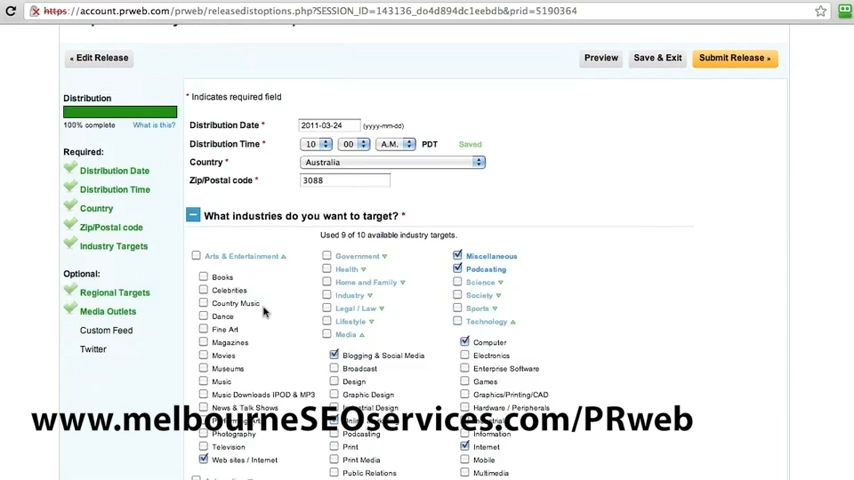 https://account.prweb.com/prweb/releasedistoptions.php?SESSION_ID=143136_do4d894dc1eebdb&prid=5190364
« Edit Release
Preview
Save & Exit
Submit Release »
Distribution
100% complete What is this?
Required:
Distribution Date
Distribution Time
Country
Zip/Postal code
Industry Targets
Optional:
Regional Targets
Media Outlets
Custom Feed
Twitter
* Indicates required field
Distribution Date * 2011-03-24 (yyyy-mm-dd)
Distribution Time * 10 00 A.M. PDT Saved
Country * Australia
Zip/Postal code * 3088
What industries do you want to target? *
Used 9 of 10 available industry targets.
Arts & Entertainment
Books
Celebrities
Country Music
Dance
Fine Art
Magazines
Movies
Museums
Music
Music Downloads IPOD & MP3
News & Talk Shows
Photography
Television
Web sites / Internet
Government
Health
Home and Family
Industry
Legal / Law
Lifestyle
Media
Blogging & Social Media
Broadcast
Design
Graphic Design
Industrial Design
Podcasting
Print
Print Media
Public Relations
Miscellaneous
Podcasting
Science
Society
Sports
Technology
Computer
Electronics
Enterprise Software
Games
Graphics/Printing/CAD
Hardware / Peripherals
Information
Internet
Mobile
Multimedia
www.melbourneSEOservices.com/PRweb